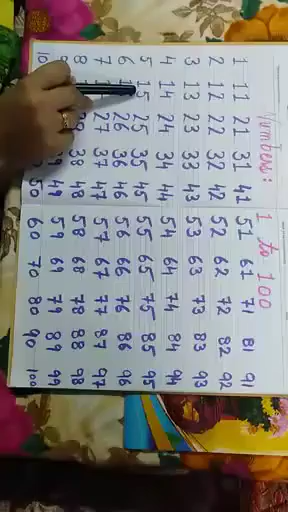 Numbers: 1 to 100
1 11 21 31 41 51 61 71 81 91
2 12 22 32 42 52 62 72 82 92
3 13 23 33 43 53 63 73 83 93
4 14 24 34 44 54 64 74 84 94
5 15 25 35 45 55 65 75 85 95
6 26 36 46 56 66 76 86 96
7 27 37 47 57 67 77 87 97
8 38 48 58 68 78 88 98
49 59 69 79 89 99
10 50 60 70 80 90 100